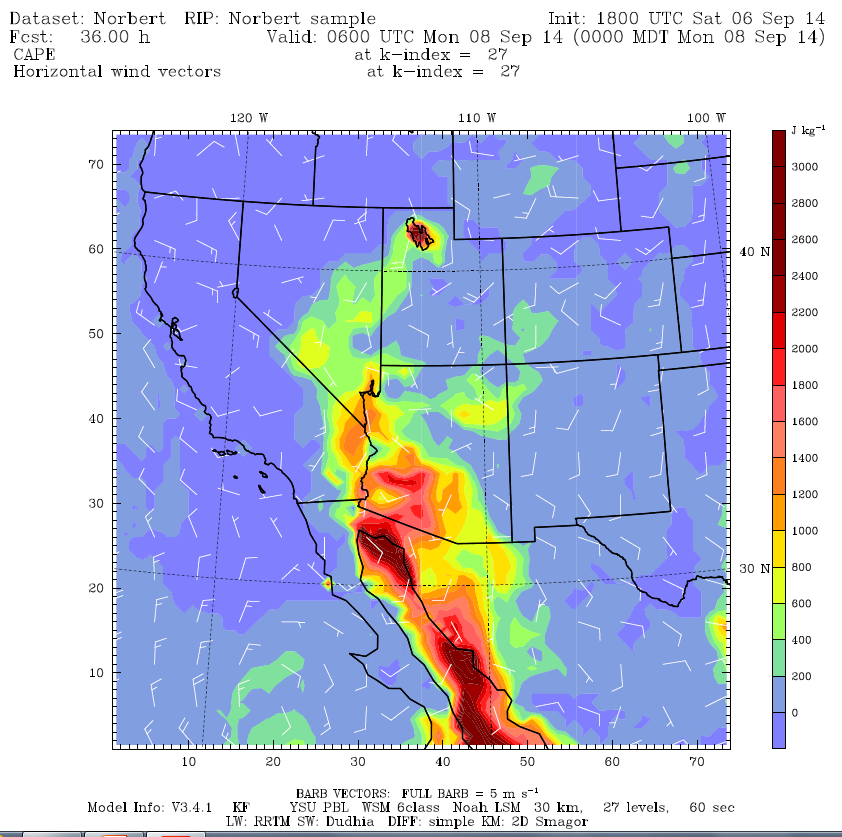 Dataset: Norbert RIP: Norbert sample Init: 1800 UTC Sat 06 Sep 14
Fcst: 36.00 h Valid: 0600 UTC Mon 08 Sep 14 (0000 MDT Mon 08 Sep 14)
CAPE at k-index = 27
Horizontal wind vectors at k-index = 27
120 W 110 W 100 W
J kg-1
70
60
50
40
30
20
10
40 N
30 N
3000
2800
2600
2400
2200
2000
1800
1600
1400
1200
1000
800
600
400
200
0
10 20 30 40 50 60 70
BARB VECTORS: FULL BARB = 5 m s-1
Model Info: V3.4.1 KF YSU PBL WSM 6class Noah LSM 30 km, 27 levels, 60 sec
LW: RRTM SW: Dudhia DIFF: simple KM: 2D Smagor